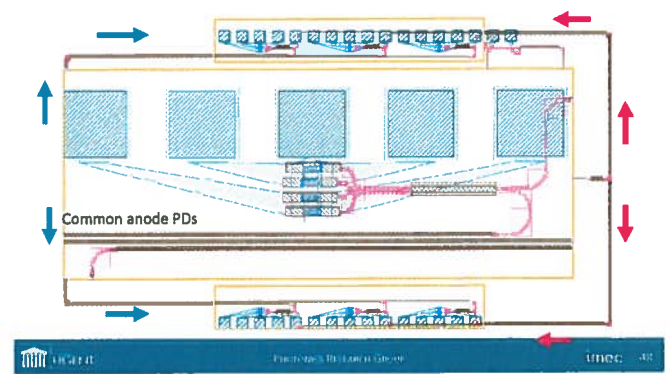 Common anode PDs
UGENT
PHOTONICS RESEARCH GROUP
imec 48